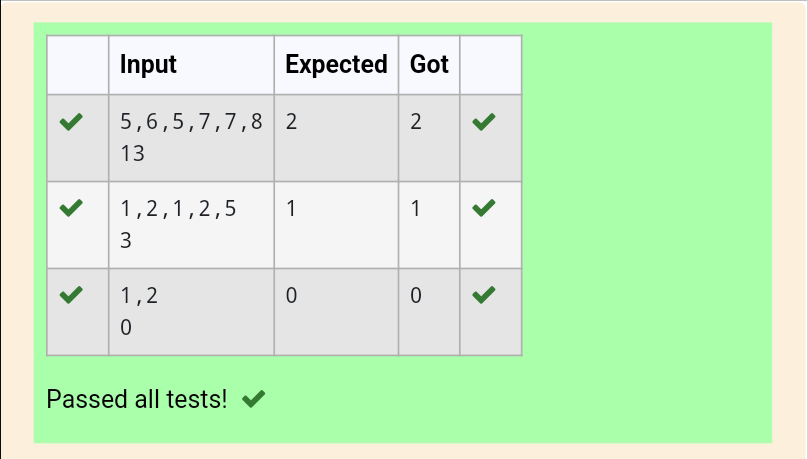 Input Expected Got
5,6,5,7,7,8 2 2
13
1,2,1,2,5 1 1
3
1,2 0 0
0
Passed all tests!